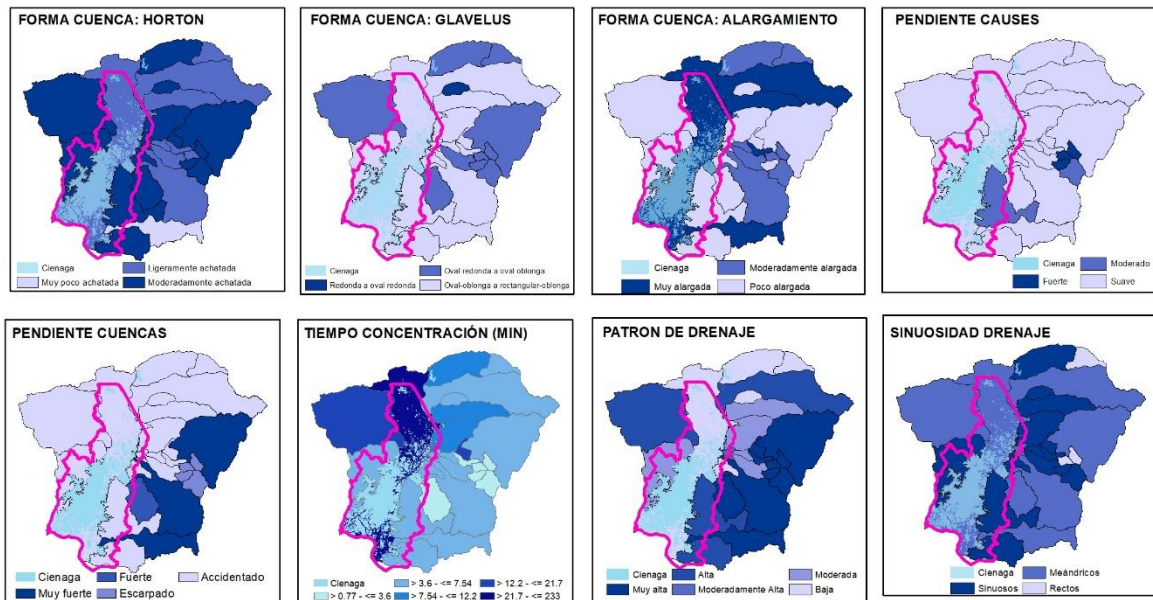 FORMA CUENCA: HORTON
Cienaga
Ligeramente achatada
Muy poco achatada
Moderadamente achatada
FORMA CUENCA: GLAVELUS
Cienaga
Oval redonda a oval oblonga
Redonda a oval redonda
Oval-oblonga a rectangular-oblonga
FORMA CUENCA: ALARGAMIENTO
Cienaga
Moderadamente alargada
Muy alargada
Poco alargada
PENDIENTE CAUSES
Cienaga
Moderado
Fuerte
Suave
PENDIENTE CUENCAS
Cienaga
Fuerte
Accidentado
Muy fuerte
Escarpado
TIEMPO CONCENTRACIÓN (MIN)
Cienaga
> 3.6 - <= 7.54
> 12.2 - <= 21.7
> 0.77 - <= 3.6
> 7.54 - <= 12.2
> 21.7 - <= 233
PATRON DE DRENAJE
Cienaga
Alta
Moderada
Muy alta
Moderadamente Alta
Baja
SINUOSIDAD DRENAJE
Cienaga
Meándricos
Sinuosos
Rectos